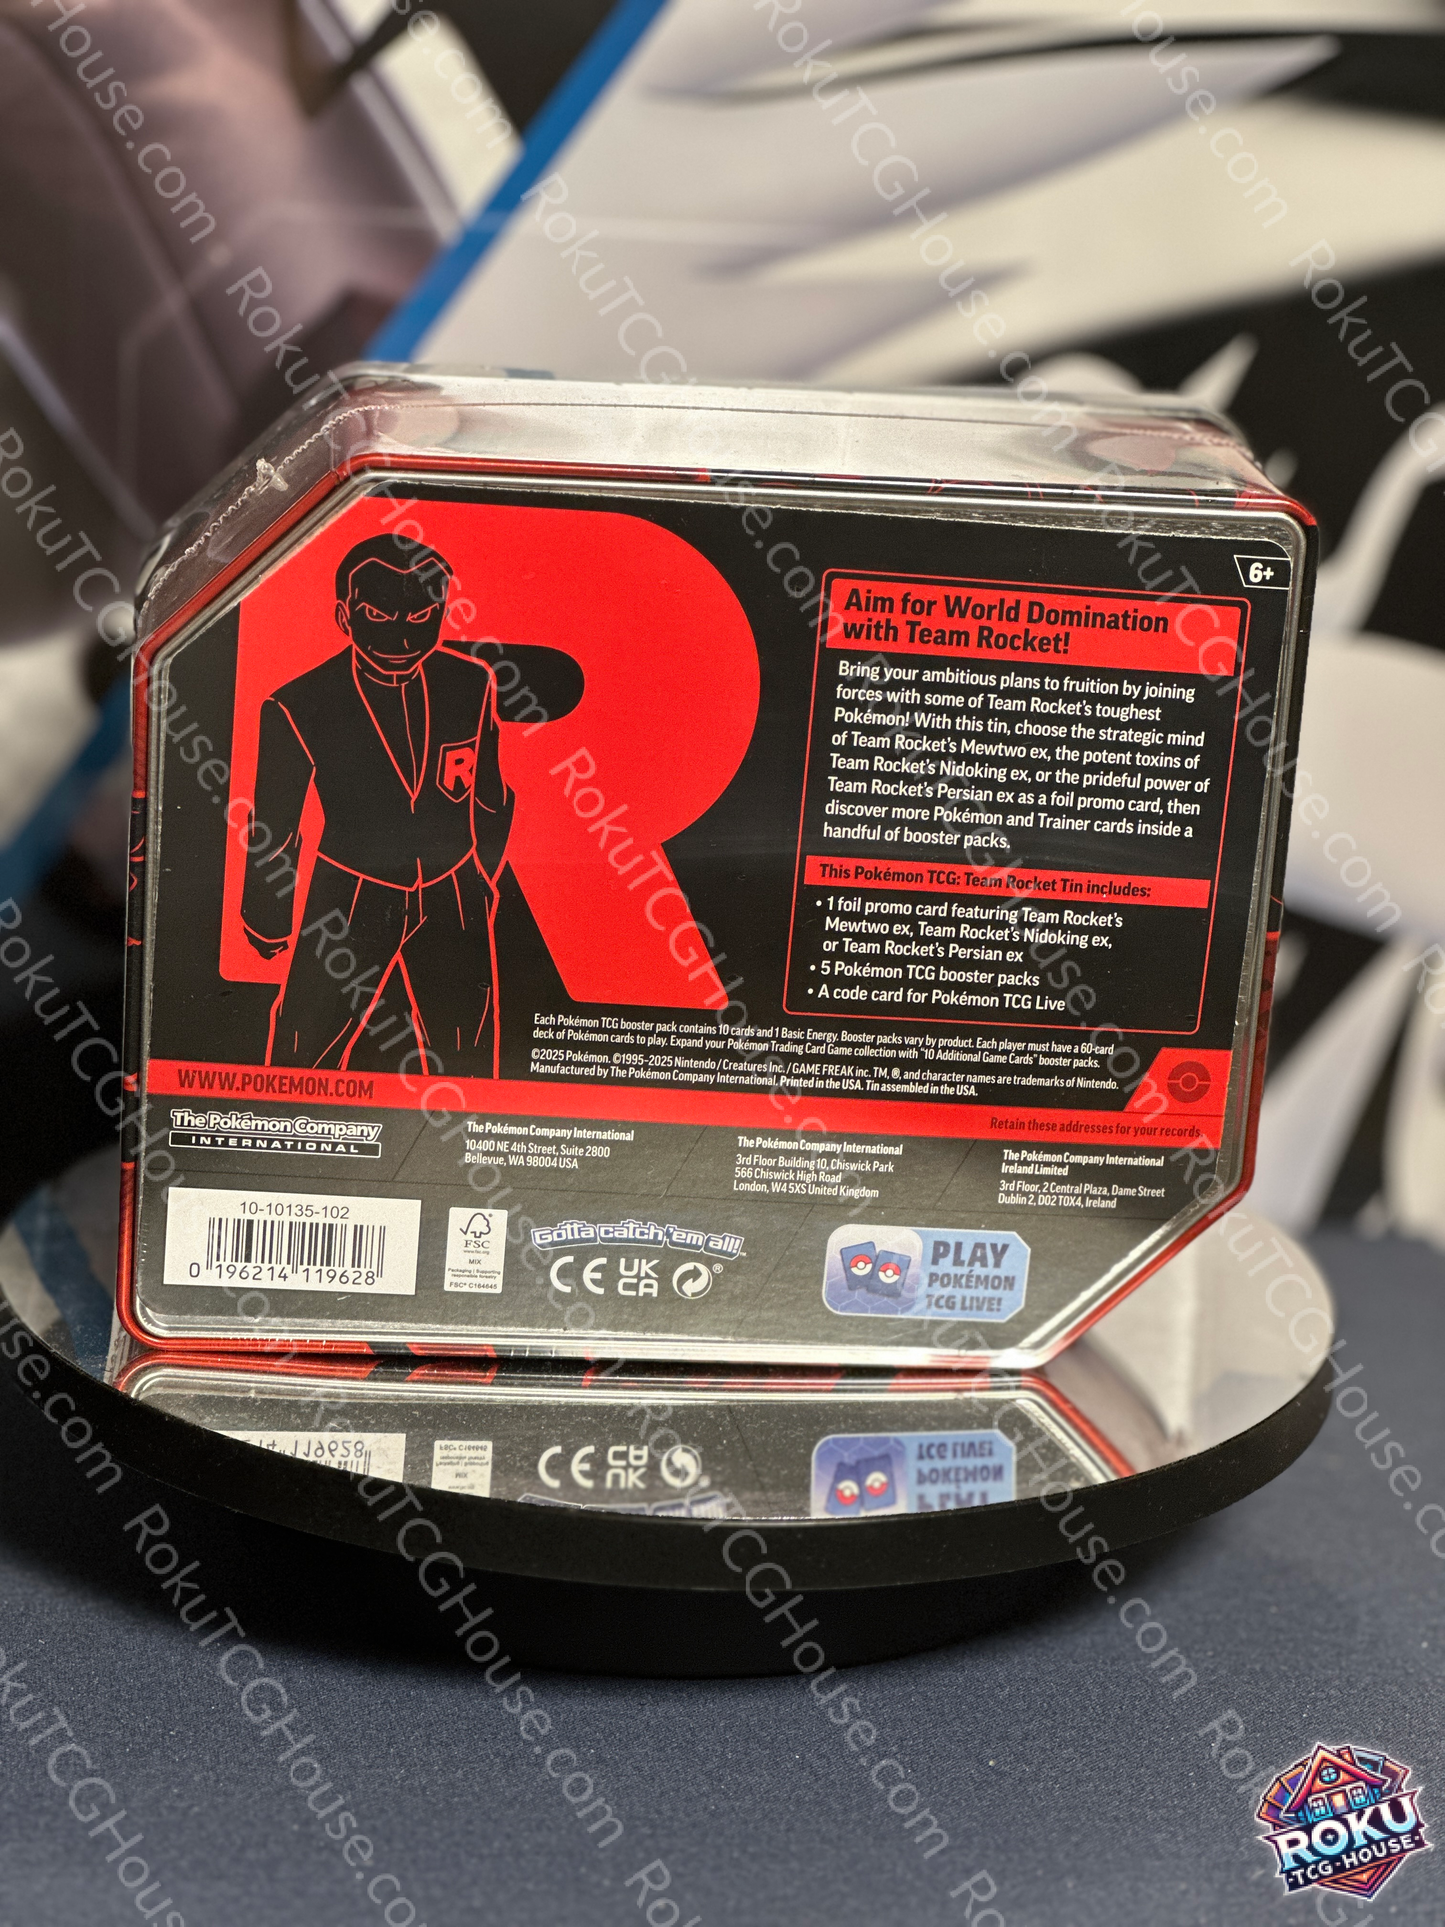 6+
Aim for World Domination
with Team Rocket!
Bring your ambitious plans to fruition by joining
forces with some of Team Rocket's toughest
Pokémon! With this tin, choose the strategic mind
of Team Rocket's Mewtwo ex, the potent toxins of
Team Rocket's Nidoking ex, or the prideful power of
Team Rocket's Persian ex as a foil promo card, then
discover more Pokémon and Trainer cards inside a
handful of booster packs.
R
This Pokémon TCG: Team Rocket Tin includes:
• 1 foil promo card featuring Team Rocket's
Mewtwo ex, Team Rocket's Nidoking ex,
or Team Rocket's Persian ex
• 5 Pokémon TCG booster packs
• A code card for Pokémon TCG Live
Each Pokémon TCG booster pack contains 10 cards and 1 Basic Energy. Booster packs vary by product. Each player must have a 60-card
deck of Pokémon cards to play. Expand your Pokémon Trading Card Game collection with "10 Additional Game Cards" booster packs.
©2025 Pokémon. ©1995–2025 Nintendo / Creatures Inc. / GAME FREAK inc. TM, ®, and character names are trademarks of Nintendo.
Manufactured by The Pokémon Company International. Printed in the USA. Tin assembled in the USA.
WWW.POKEMON.COM
Retain these addresses for your records.
The Pokémon Company
INTERNATIONAL
The Pokémon Company International
10400 NE 4th Street, Suite 2800
Bellevue, WA 98004 USA
The Pokémon Company International
3rd Floor Building 10, Chiswick Park
566 Chiswick High Road
London, W4 5XS United Kingdom
The Pokémon Company International
Ireland Limited
3rd Floor, 2 Central Plaza, Dame Street
Dublin 2, D02 T0X4, Ireland
10-10135-102
0 196214 119628
FSC
www.fsc.org
MIX
Packaging | Supporting
responsible forestry
FSC® C164645
Gotta catch 'em all!™
CE UK CA ®
PLAY
POKÉMON
TCG LIVE!
RokuTCGHouse.com
ROKU
TCG HOUSE